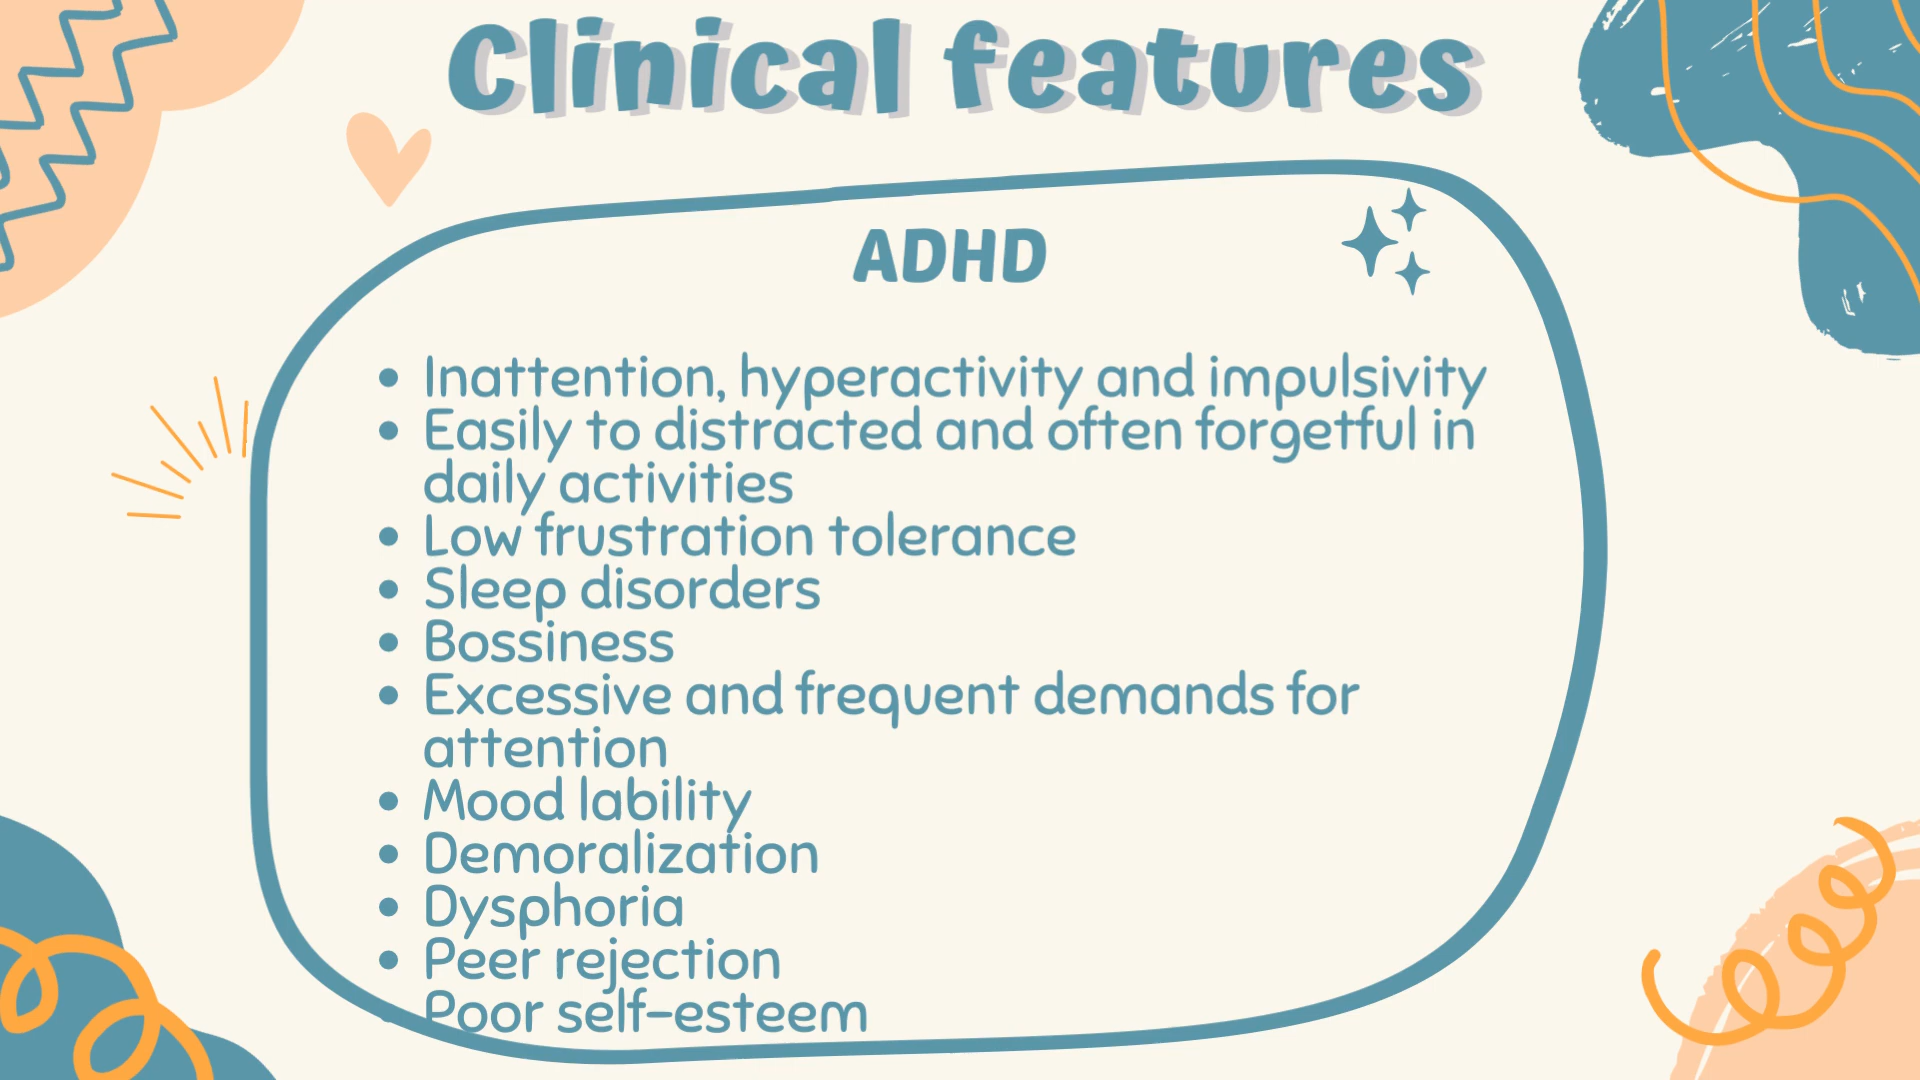 Clinical features
ADHD
• Inattention, hyperactivity and impulsivity
• Easily to distracted and often forgetful in
daily activities
• Low frustration tolerance
• Sleep disorders
• Bossiness
• Excessive and frequent demands for
attention
• Mood lability
• Demoralization
• Dysphoria
• Peer rejection
• Poor self-esteem